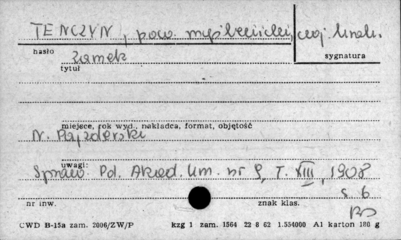 TENCZYN, pow. myślenicki, woj. krak.
hasło
sygnatura
zamek
tytuł
miejsce, rok wyd., nakładca, format, objętość
N. Pajzderski
uwagi:
Spraw. Pol. Akad. Um. nr 8, T. XIII, 1908
s. 6
nr inw.
znak klas.
CWD B-15a zam. 2006/ZW/P kzg 1 zam. 1564 22 8 62 1.554000 A1 karton 180 g